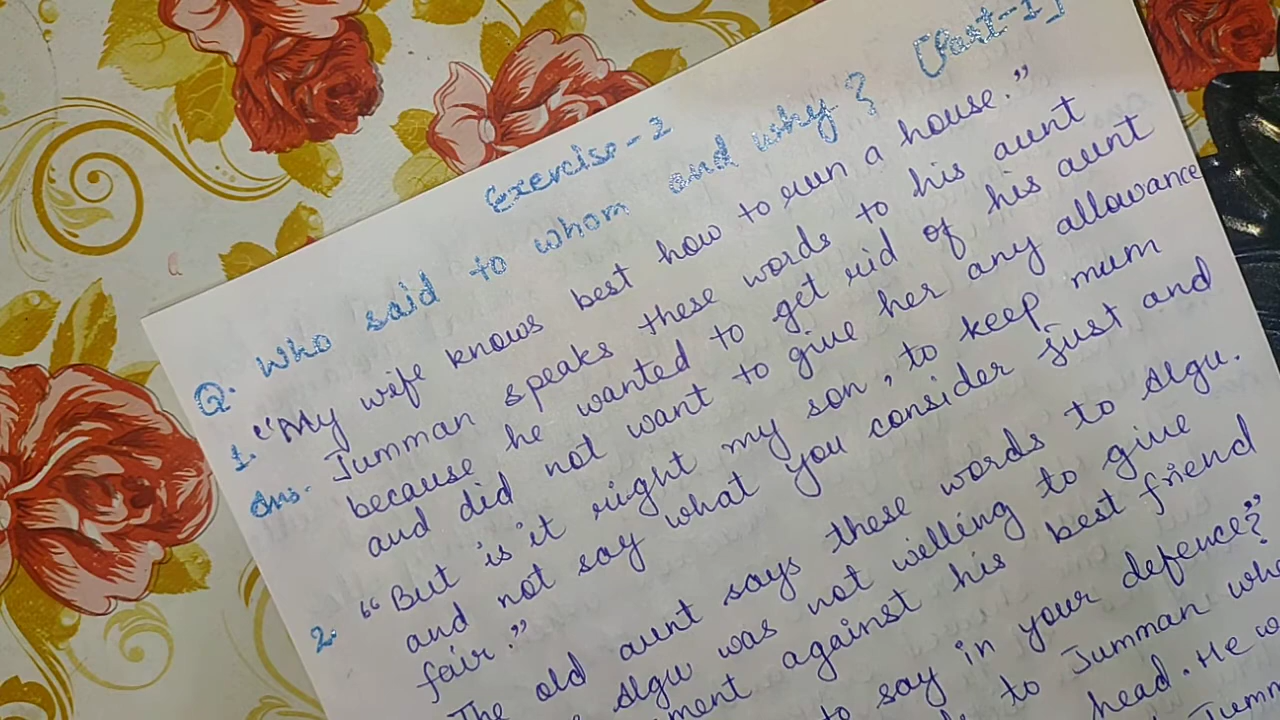 Exercise-2 [Part-1]
Q. Who said to whom and why?
1. "My wife knows best how to run a house."
Ans. Jumman speaks these words to his aunt
because he wanted to get rid of his aunt
and did not want to give her any allowance
2. "But is it right my son, to keep mum
and not say what you consider just and
fair."
The old aunt says these words to Algu.
Algu was not willing to give
against his best friend
to say in your defence?"
to Jumman
head. He